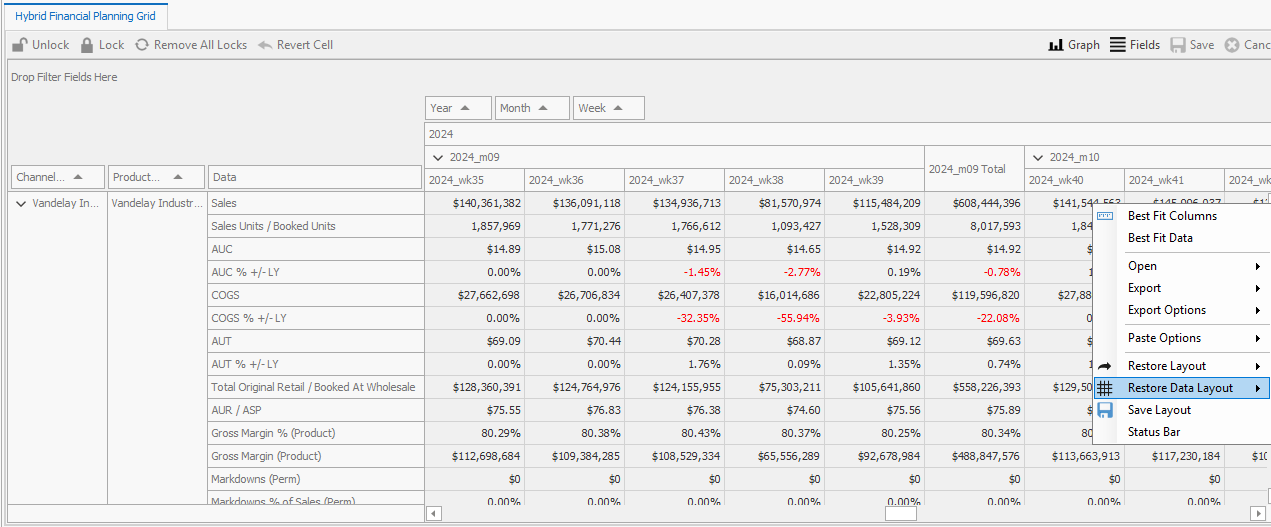 Hybrid Financial Planning Grid
Unlock Lock Remove All Locks Revert Cell Graph Fields Save Canc
Drop Filter Fields Here
Year Month Week
2024
2024_m09 2024_m09 Total 2024_m10
Channel... Product... Data 2024_wk35 2024_wk36 2024_wk37 2024_wk38 2024_wk39 2024_wk40 2024_wk41 2024_wk
Vandelay In... Vandelay Industr... Sales $140,361,382 $136,091,118 $134,936,713 $81,570,974 $115,484,209 $608,444,396 $141,544,563 $145,006,037
Sales Units / Booked Units 1,857,969 1,771,276 1,766,612 1,093,427 1,528,309 8,017,593 1,84
AUC $14.89 $15.08 $14.95 $14.65 $14.92 $14.92 $
AUC % +/- LY 0.00% 0.00% -1.45% -2.77% 0.19% -0.78%
COGS $27,662,698 $26,706,834 $26,407,378 $16,014,686 $22,805,224 $119,596,820 $27,88
COGS % +/- LY 0.00% 0.00% -32.35% -55.94% -3.93% -22.08% 0
AUT $69.09 $70.44 $70.28 $68.87 $69.12 $69.63 $
AUT % +/- LY 0.00% 0.00% 1.76% 0.09% 1.35% 0.74%
Total Original Retail / Booked At Wholesale $128,360,391 $124,764,976 $124,155,955 $75,303,211 $105,641,860 $558,226,393 $129,50
AUR / ASP $75.55 $76.83 $76.38 $74.60 $75.56 $75.89 $
Gross Margin % (Product) 80.29% 80.38% 80.43% 80.37% 80.25% 80.34% 80
Gross Margin (Product) $112,698,684 $109,384,285 $108,529,334 $65,556,289 $92,678,984 $488,847,576 $113,663,913 $117,230,184 $10
Markdowns (Perm) $0 $0 $0 $0 $0 $0 $0 $0
Markdowns % of Sales (Perm) 0.00% 0.00% 0.00% 0.00% 0.00% 0.00% 0.00% 0.00%
Best Fit Columns
Best Fit Data
Open
Export
Export Options
Paste Options
Restore Layout
Restore Data Layout
Save Layout
Status Bar